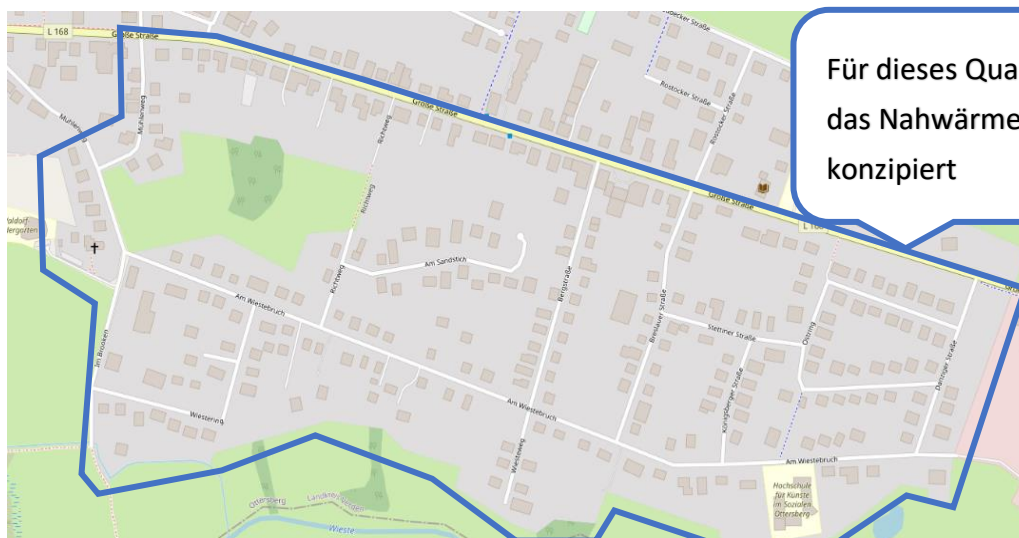 L 168
Große Straße
Mühlenweg
Mühlenweg
Richtweg
Richtweg
Richtweg
Große Straße
Rostocker Straße
Rostocker Straße
Große Straße
Für dieses Qua
das Nahwärme
konzipiert
Am Sandstich
Am Wiestebruch
Bergstraße
Breslauer Straße
Stettiner Straße
Ostring
Danziger Straße
Königsberger Straße
Im Brooken
Wiestering
Am Wiestebruch
Wiesteweg
Am Wiestebruch
Hochschule
für Künste
im Sozialen
Ottersberg
Ottersberg
Wieste